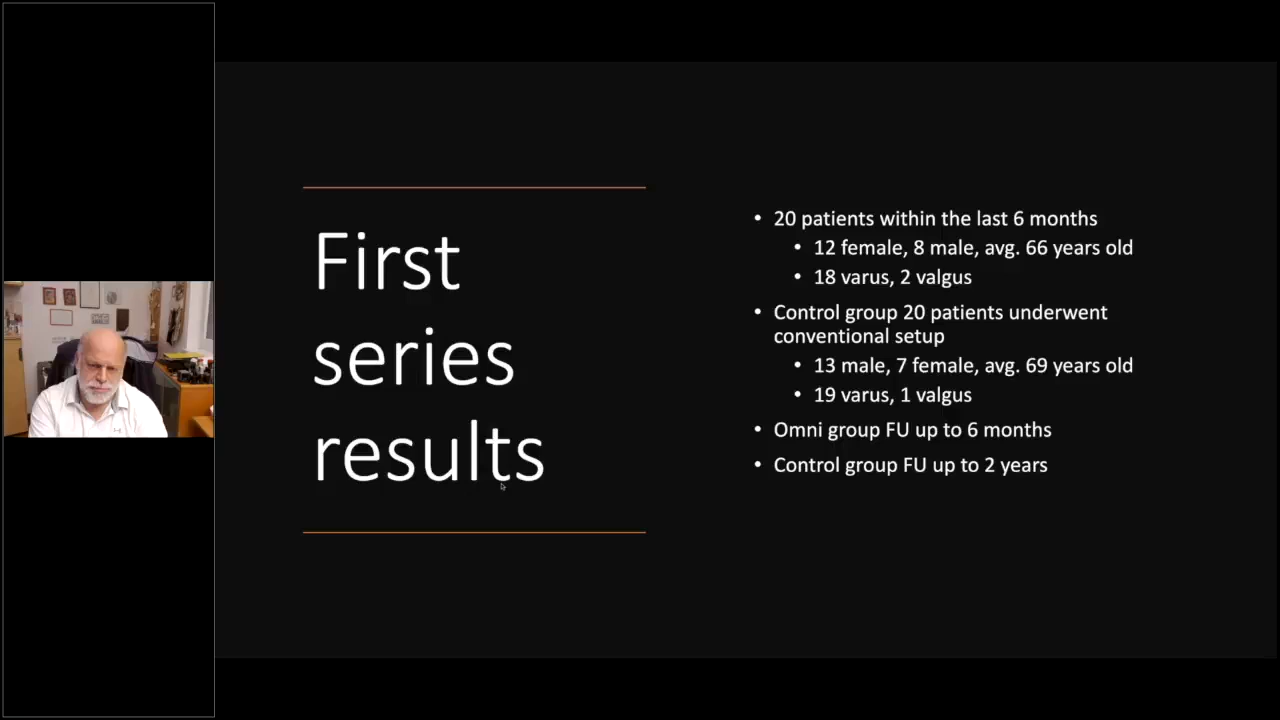 First
series
results
• 20 patients within the last 6 months
• 12 female, 8 male, avg. 66 years old
• 18 varus, 2 valgus
• Control group 20 patients underwent
conventional setup
• 13 male, 7 female, avg. 69 years old
• 19 varus, 1 valgus
• Omni group FU up to 6 months
• Control group FU up to 2 years